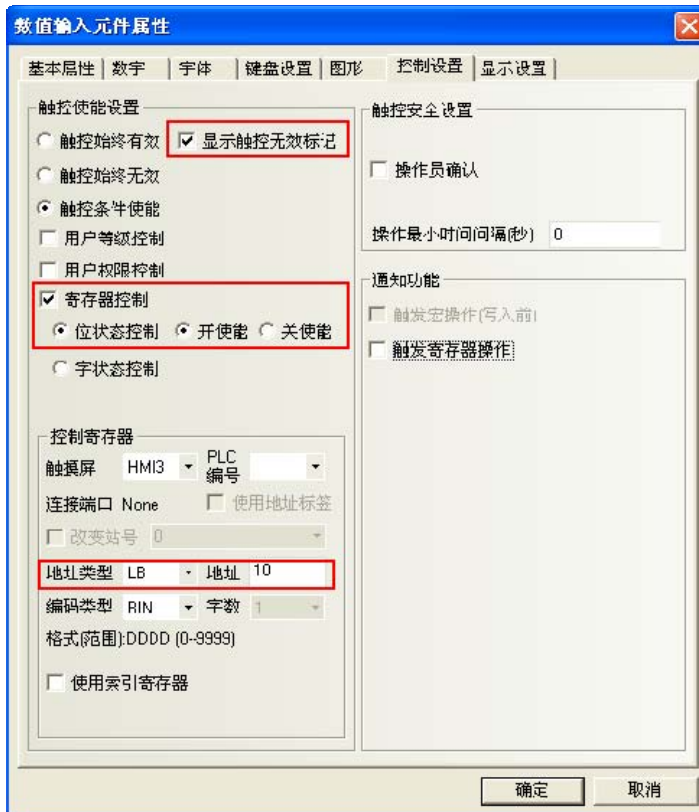 数值输入元件属性
基本属性 数字 字体 键盘设置 图形 控制设置 显示设置
触控使能设置
触控始终有效 显示触控无效标记
触控始终无效
触控条件使能
用户等级控制
用户权限控制
寄存器控制
位状态控制 开使能 关使能
字状态控制
控制寄存器
触摸屏 HMI3 PLC编号
连接端口 None 使用地址标签
改变站号 0
地址类型 LB 地址 10
编码类型 BIN 字数 1
格式(范围):DDDD (0--9999)
使用索引寄存器
触控安全设置
操作员确认
操作最小时间间隔(秒) 0
通知功能
触发宏操作(写入前)
触发寄存器操作
确定 取消